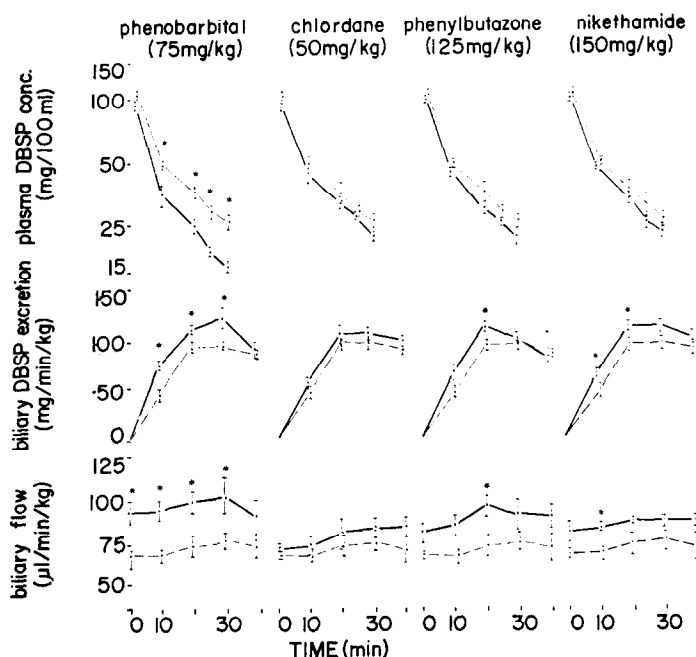 phenobarbital chlordane phenylbutazone nikethamide
(75mg/kg) (50mg/kg) (125mg/kg) (150mg/kg)
plasma DBSP conc.
(mg/100ml)
150
100
50
25
15
biliary DBSP excretion
(mg/min/kg)
150
100
50
0
biliary flow
(µl/min/kg)
125
100
75
50
0 10 30 0 10 30 0 10 30 0 10 30
TIME (min)